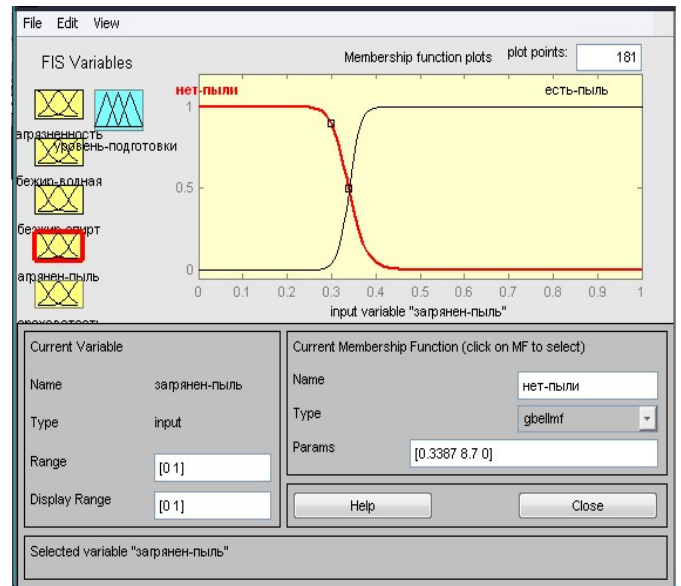 File Edit View
FIS Variables
Membership function plots plot points: 181
нет-пыли
есть-пыль
агрязненность
уровень-подготовки
бежир-водная
безжир-спирт
агрянен-пыль
1
0.5
0
0 0.1 0.2 0.3 0.4 0.5 0.6 0.7 0.8 0.9 1
input variable "загрянен-пыль"
Current Variable
Name загрянен-пыль
Type input
Range [0 1]
Display Range [0 1]
Current Membership Function (click on MF to select)
Name нет-пыли
Type gbellmf
Params [0.3387 8.7 0]
Help Close
Selected variable "загрянен-пыль"